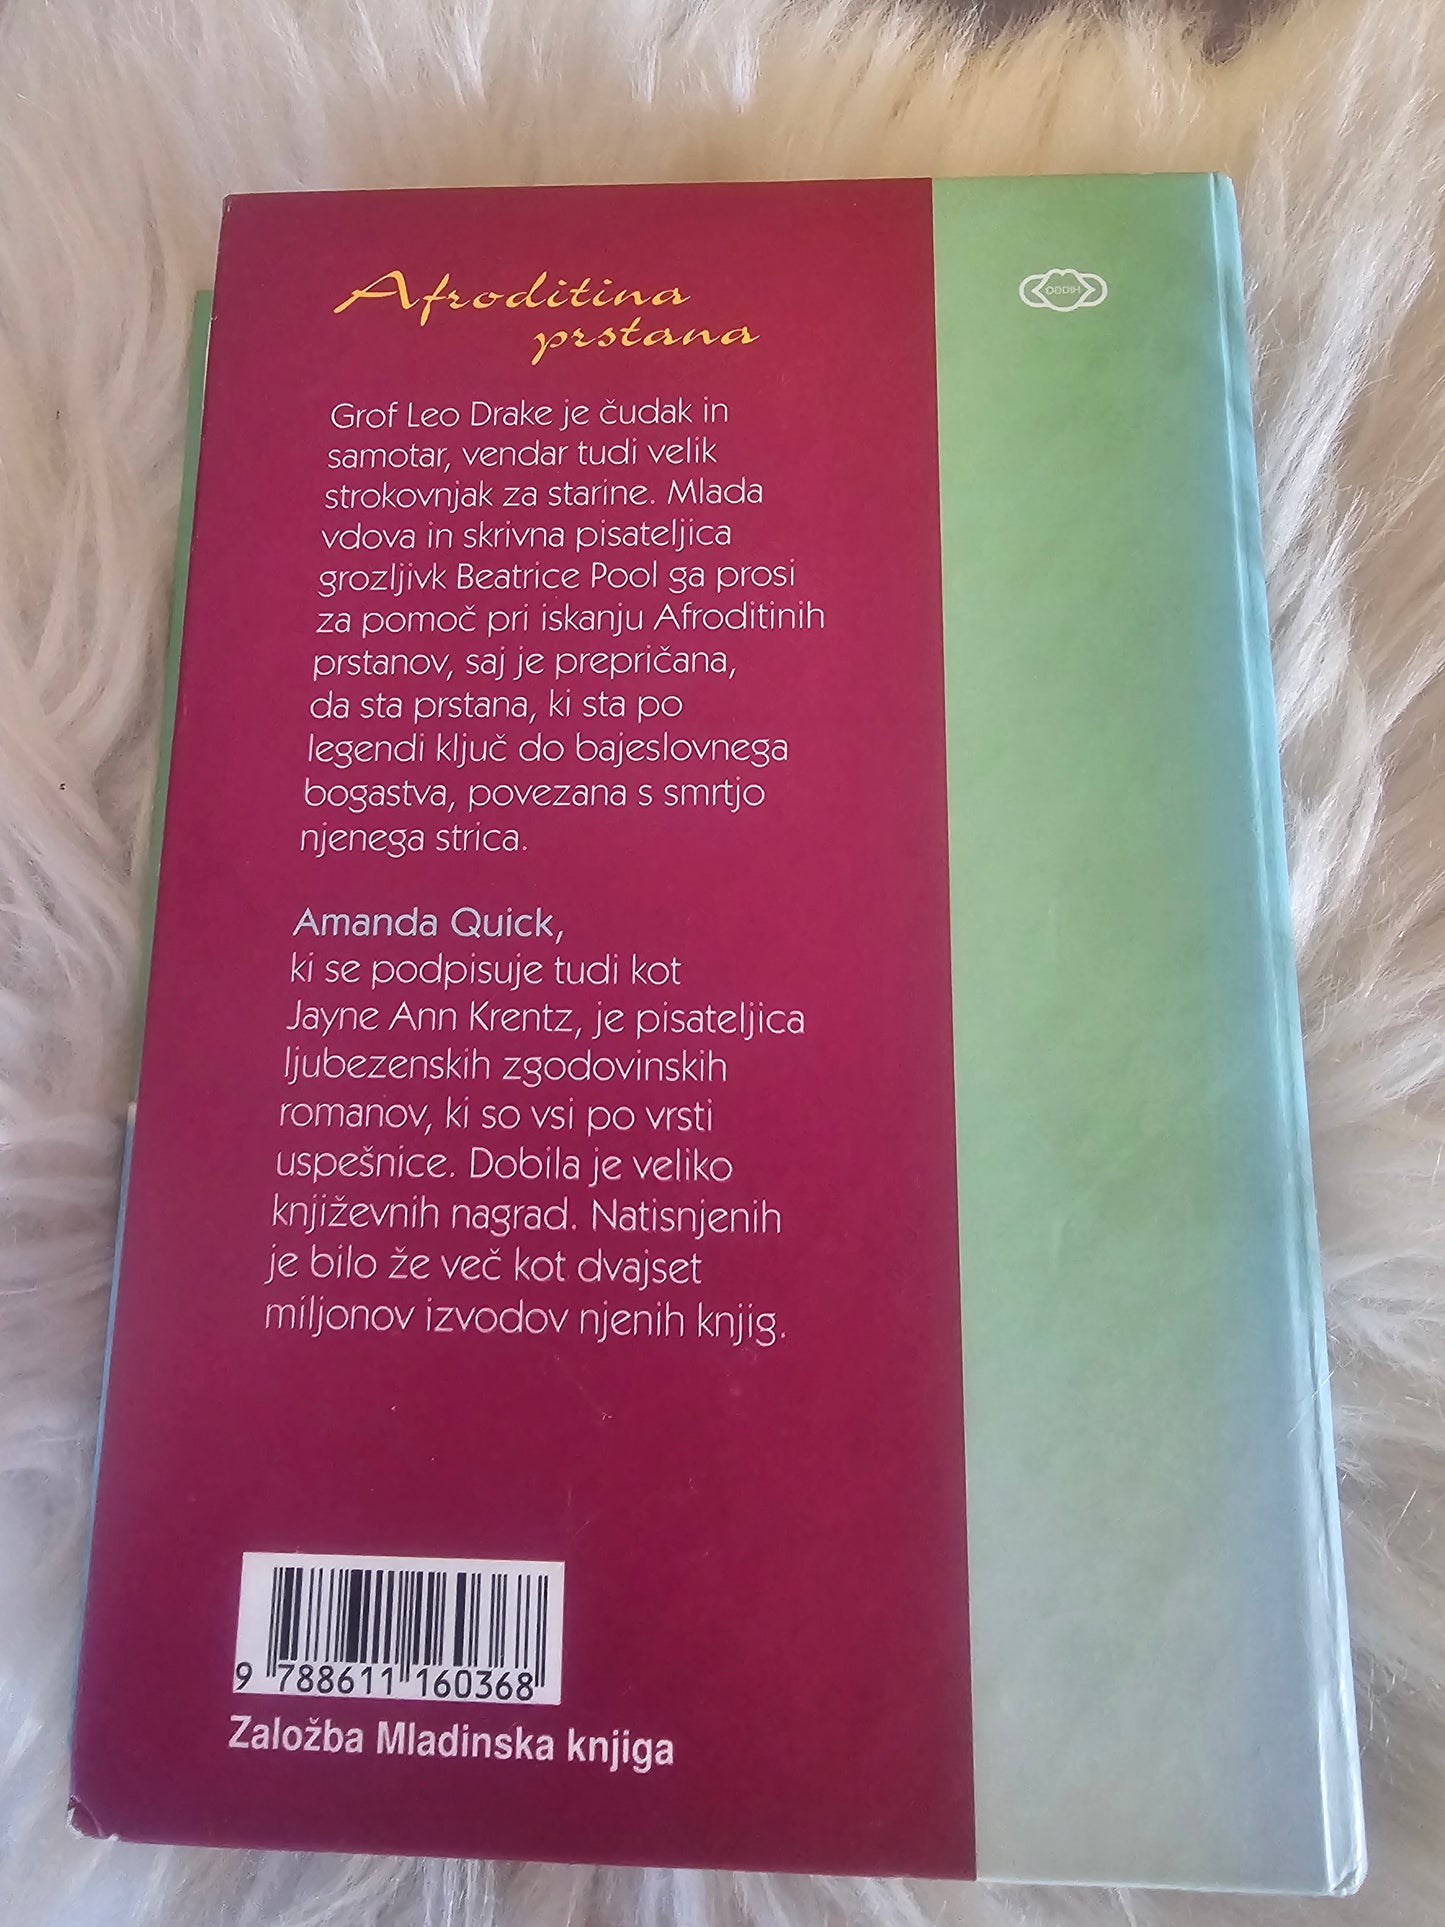 Afroditina
prstana
Grof Leo Drake je čudak in
samotar, vendar tudi velik
strokovnjak za starine. Mlada
vdova in skrivna pisateljica
grozljivk Beatrice Pool ga prosi
za pomoč pri iskanju Afroditinih
prstanov, saj je prepričana,
da sta prstana, ki sta po
legendi ključ do bajeslovnega
bogastva, povezana s smrtjo
njenega strica.
Amanda Quick,
ki se podpisuje tudi kot
Jayne Ann Krentz, je pisateljica
ljubezenskih zgodovinskih
romanov, ki so vsi po vrsti
uspešnice. Dobila je veliko
književnih nagrad. Natisnjenih
je bilo že več kot dvajset
miljonov izvodov njenih knjig.
9 788611 160368
Založba Mladinska knjiga